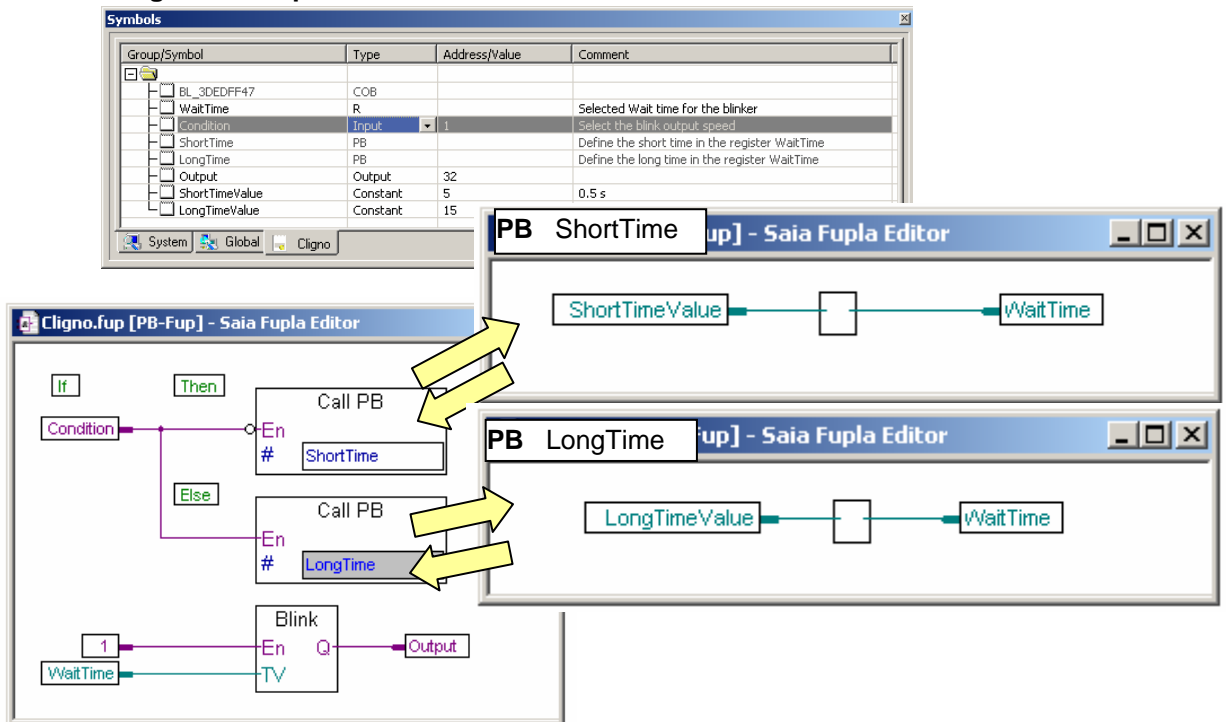 Symbols
Group/Symbol Type Address/Value Comment
BL_3DEDFF47 COB
WaitTime R Selected Wait time for the blinker
Condition Input 1 Select the blink output speed
ShortTime PB Define the short time in the register WaitTime
LongTime PB Define the long time in the register WaitTime
Output Output 32
ShortTimeValue Constant 5 0.5 s
LongTimeValue Constant 15
System Global Cligno
PB ShortTime up] - Saia Fupla Editor
ShortTimeValue WaitTime
Cligno.fup [PB-Fup] - Saia Fupla Editor
If Then
Call PB
Condition En
# ShortTime
Else
Call PB
En
# LongTime
Blink
1 En Q Output
WaitTime TV
PB LongTime up] - Saia Fupla Editor
LongTimeValue WaitTime